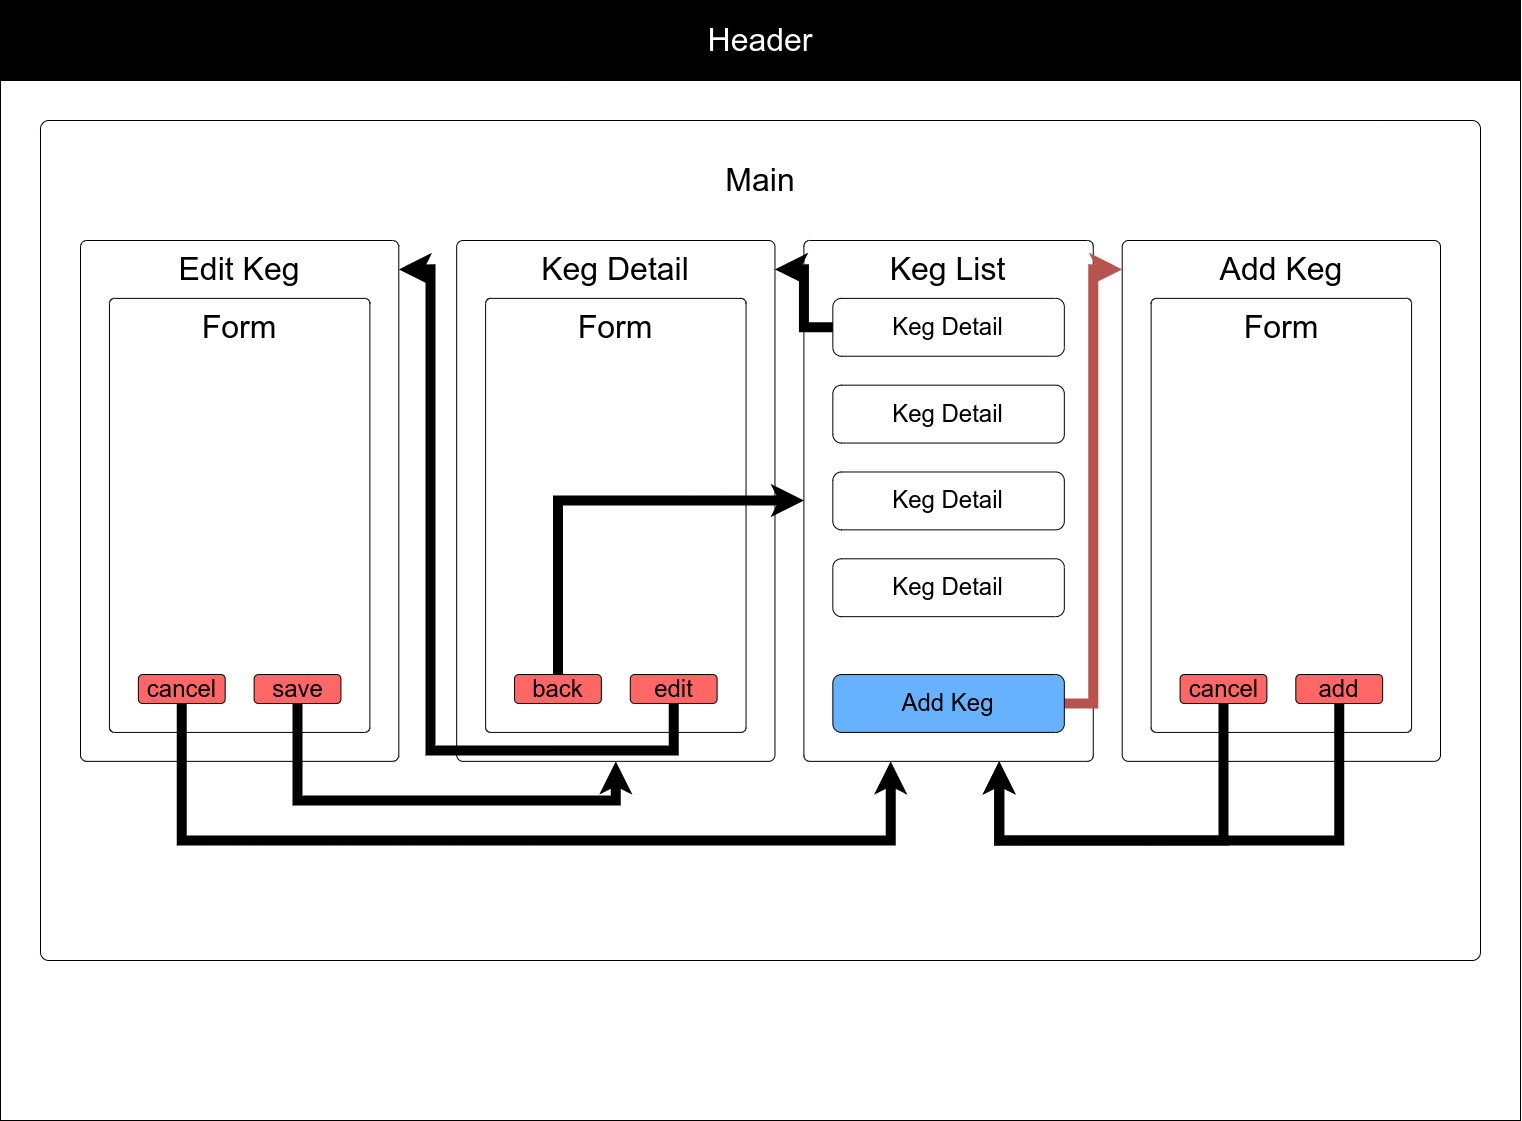 Header
Main
Edit Keg
Form
cancel
save
Keg Detail
Form
back
edit
Keg List
Keg Detail
Keg Detail
Keg Detail
Keg Detail
Add Keg
Add Keg
Form
cancel
add